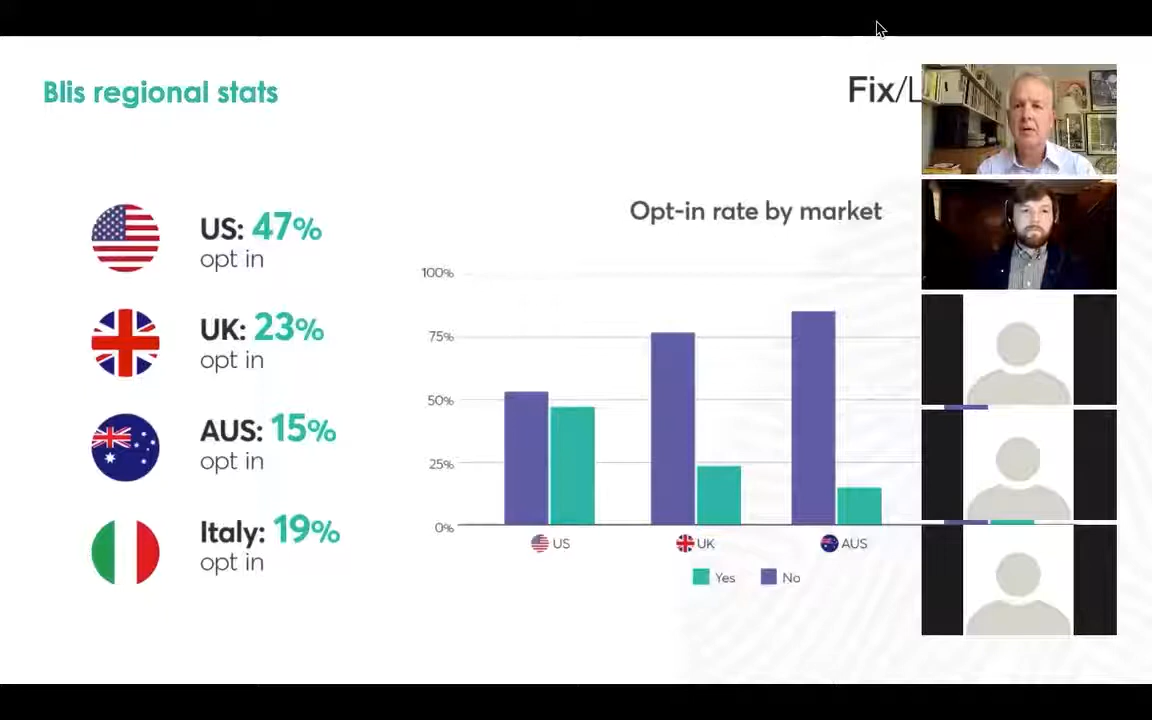 Blis regional stats
Fix/L
US: 47%
opt in
UK: 23%
opt in
AUS: 15%
opt in
Italy: 19%
opt in
Opt-in rate by market
100%
75%
50%
25%
0%
US
UK
AUS
Yes
No